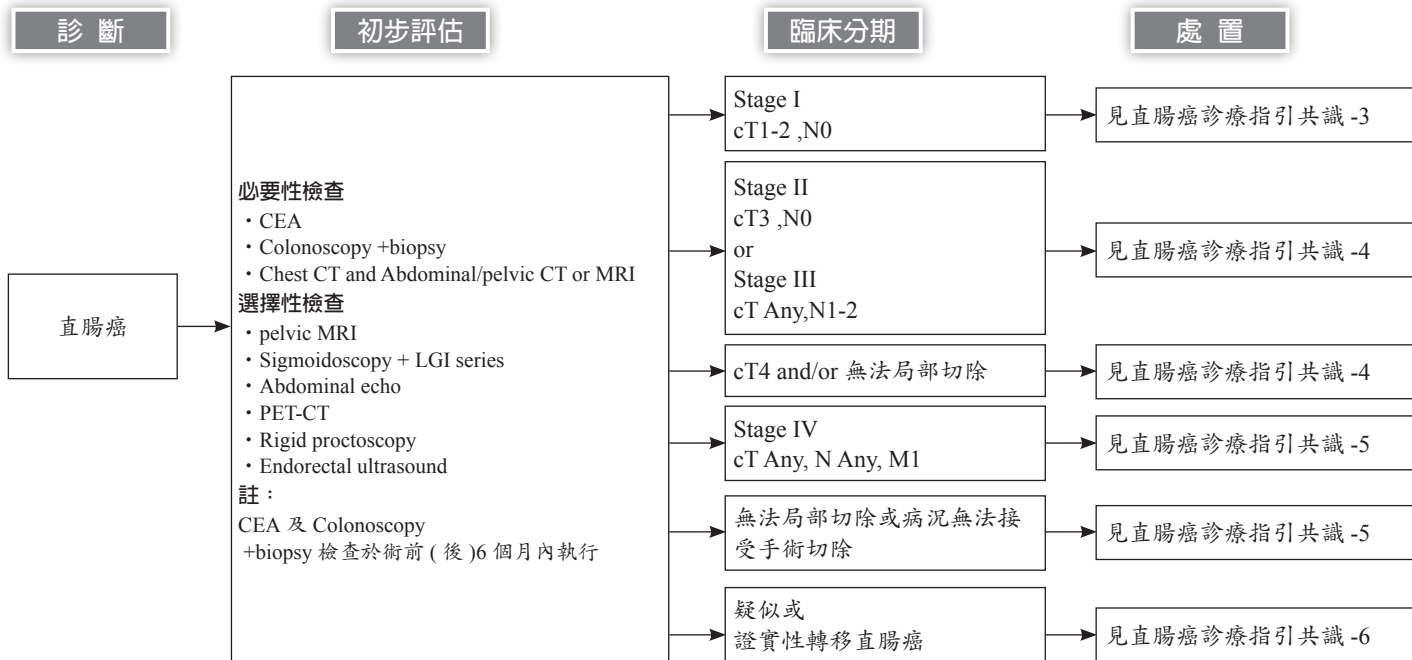 診 斷
初步評估
臨床分期
處 置
直腸癌
必要性檢查
・CEA
・Colonoscopy +biopsy
・Chest CT and Abdominal/pelvic CT or MRI
選擇性檢查
・pelvic MRI
・Sigmoidoscopy + LGI series
・Abdominal echo
・PET-CT
・Rigid proctoscopy
・Endorectal ultrasound
註：
CEA 及 Colonoscopy
+biopsy 檢查於術前 ( 後 )6 個月內執行
Stage I
cT1-2 ,N0
見直腸癌診療指引共識 -3
Stage II
cT3 ,N0
or
Stage III
cT Any,N1-2
見直腸癌診療指引共識 -4
cT4 and/or 無法局部切除
見直腸癌診療指引共識 -4
Stage IV
cT Any, N Any, M1
見直腸癌診療指引共識 -5
無法局部切除或病況無法接
受手術切除
見直腸癌診療指引共識 -5
疑似或
證實性轉移直腸癌
見直腸癌診療指引共識 -6